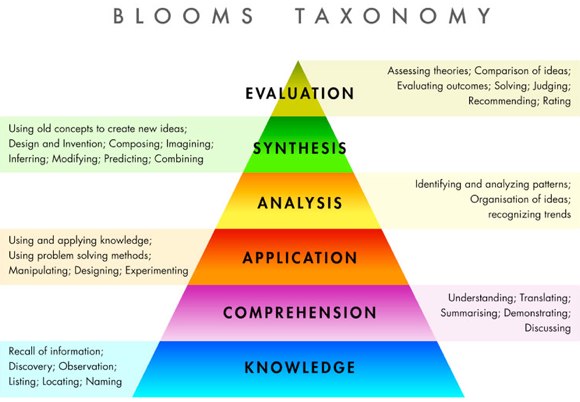 BLOOMS TAXONOMY
EVALUATION
Assessing theories; Comparison of ideas;
Evaluating outcomes; Solving; Judging;
Recommending; Rating
Using old concepts to create new ideas;
Design and Invention; Composing; Imagining;
Inferring; Modifying; Predicting; Combining
SYNTHESIS
ANALYSIS
Identifying and analyzing patterns;
Organisation of ideas;
recognizing trends
Using and applying knowledge;
Using problem solving methods;
Manipulating; Designing; Experimenting
APPLICATION
COMPREHENSION
Understanding; Translating;
Summarising; Demonstrating;
Discussing
Recall of information;
Discovery; Observation;
Listing; Locating; Naming
KNOWLEDGE